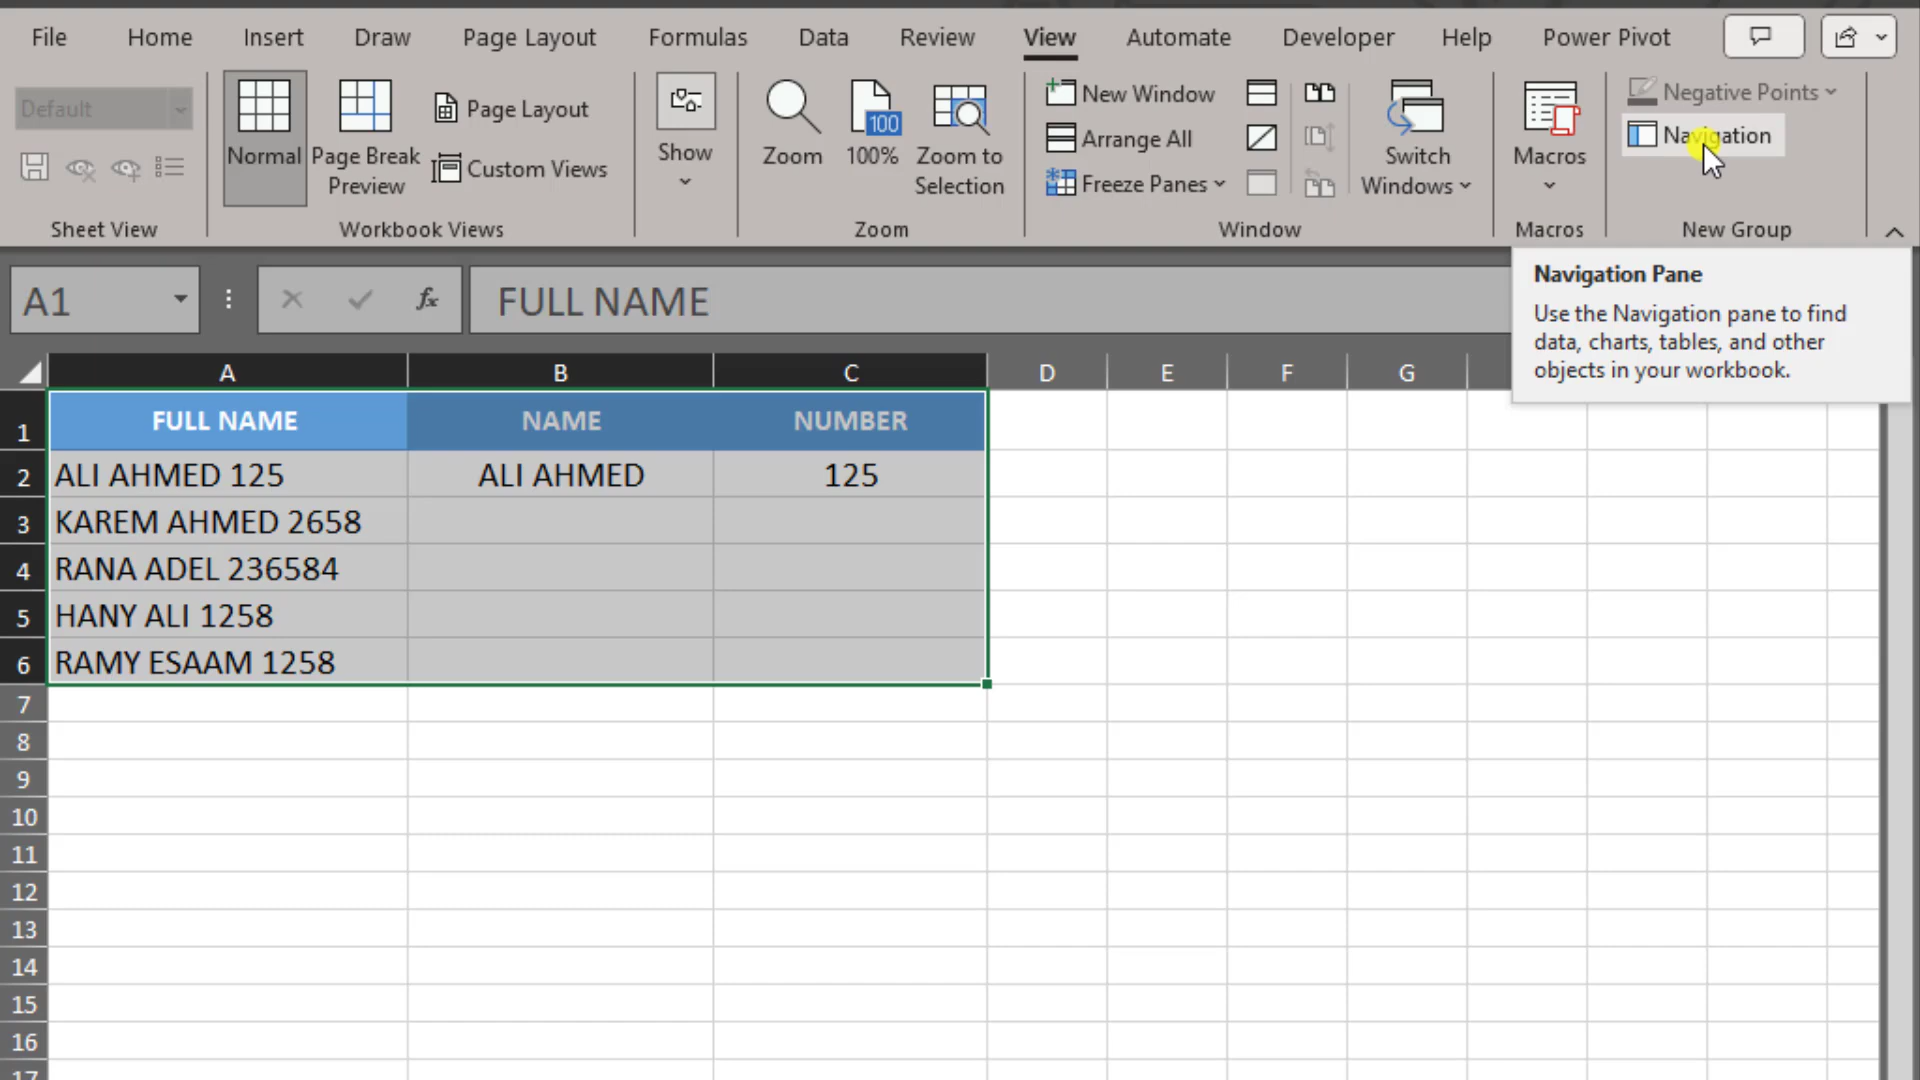 File Home Insert Draw Page Layout Formulas Data Review View Automate Developer Help Power Pivot
Default
Normal
Page Break Preview
Page Layout
Custom Views
Show
Zoom
100
100%
Zoom to Selection
New Window
Arrange All
Freeze Panes
Switch Windows
Macros
Negative Points
Navigation
Sheet View Workbook Views Zoom Window Macros New Group
A1 fx FULL NAME
Navigation Pane
Use the Navigation pane to find
data, charts, tables, and other
objects in your workbook.
A B C D E F G
1 FULL NAME NAME NUMBER
2 ALI AHMED 125 ALI AHMED 125
3 KAREM AHMED 2658
4 RANA ADEL 236584
5 HANY ALI 1258
6 RAMY ESAAM 1258
7
8
9
10
11
12
13
14
15
16
17